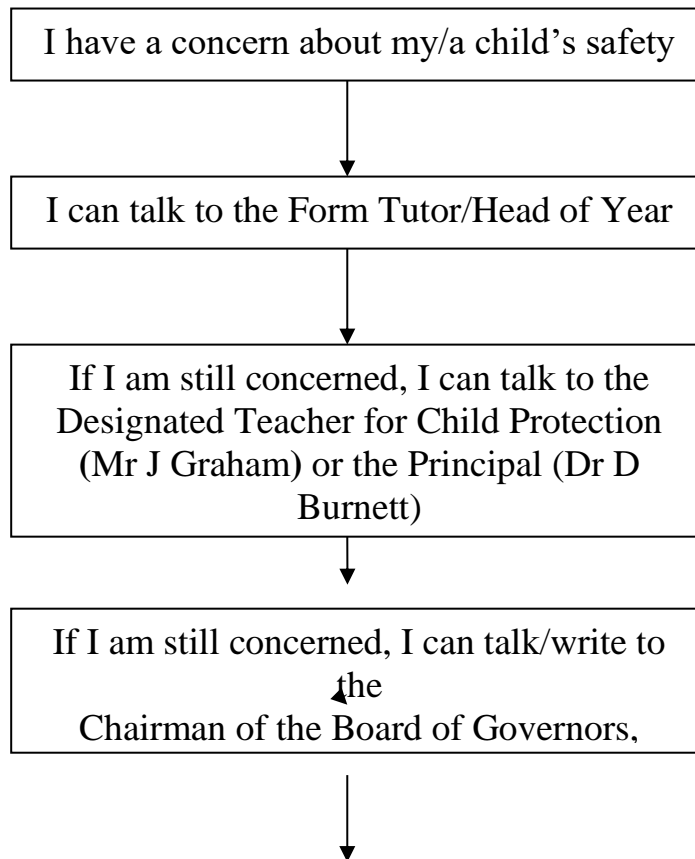 I have a concern about my/a child’s safety
I can talk to the Form Tutor/Head of Year
If I am still concerned, I can talk to the
Designated Teacher for Child Protection
(Mr J Graham) or the Principal (Dr D
Burnett)
If I am still concerned, I can talk/write to
the
Chairman of the Board of Governors,